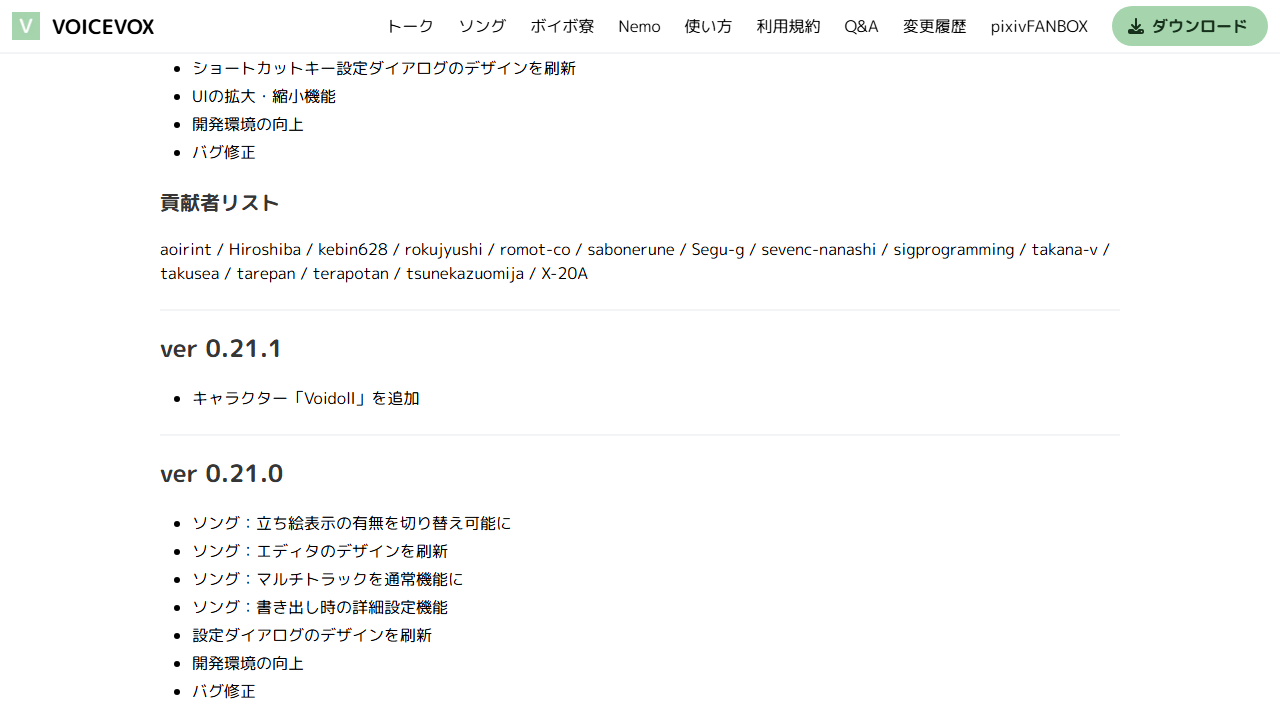 V VOICEVOX トーク ソング ボイボ寮 Nemo 使い方 利用規約 Q&A 変更履歴 pixivFANBOX ダウンロード
ショートカットキー設定ダイアログのデザインを刷新
UIの拡大・縮小機能
開発環境の向上
バグ修正
貢献者リスト
aoirint / Hiroshiba / kebin628 / rokujyushi / romot-co / sabonerune / Segu-g / sevenc-nanashi / sigprogramming / takana-v /
takusea / tarepan / terapotan / tsunekazuomija / X-20A
ver 0.21.1
キャラクター「Voidoll」を追加
ver 0.21.0
ソング：立ち絵表示の有無を切り替え可能に
ソング：エディタのデザインを刷新
ソング：マルチトラックを通常機能に
ソング：書き出し時の詳細設定機能
設定ダイアログのデザインを刷新
開発環境の向上
バグ修正